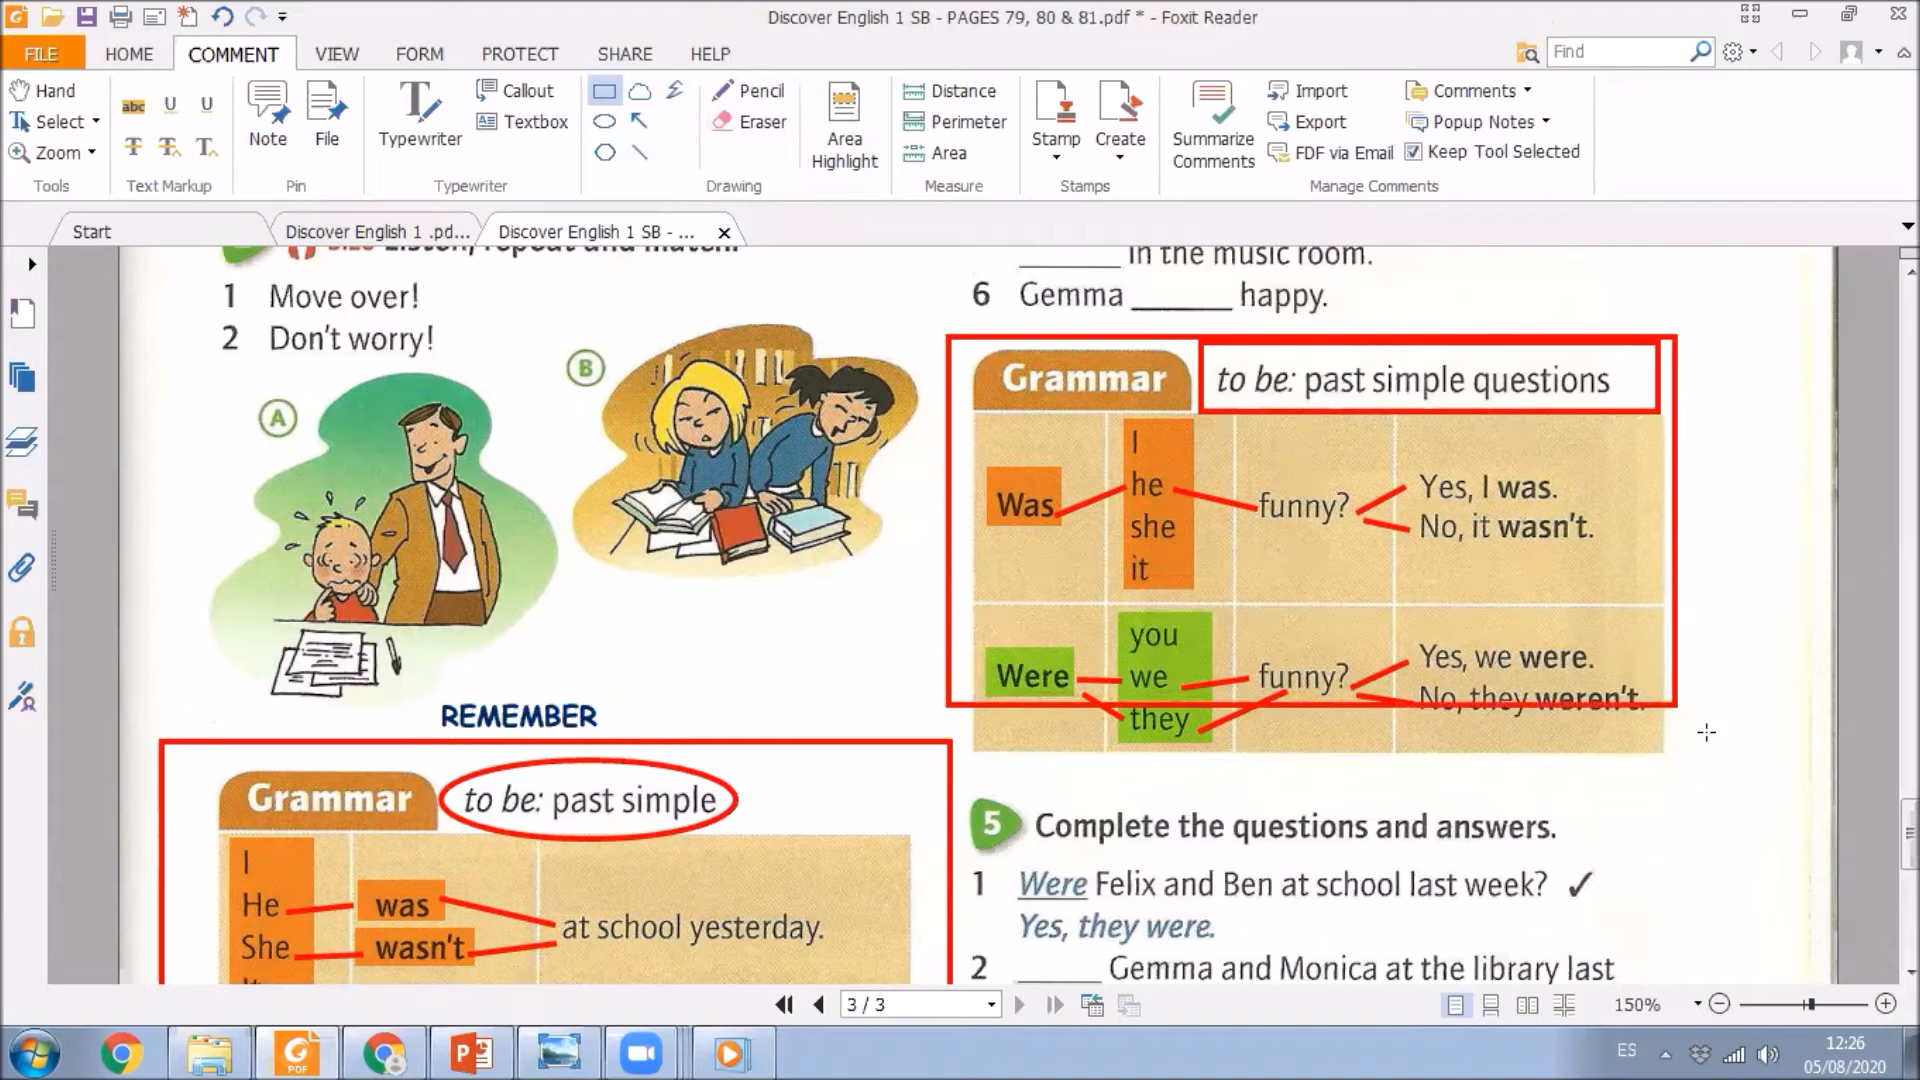 Discover English 1 SB - PAGES 79, 80 & 81.pdf * - Foxit Reader
FILE HOME COMMENT VIEW FORM PROTECT SHARE HELP
Find
Hand
Select
Zoom
Tools
abc U U
T T T
Text Markup
Note
File
Pin
Typewriter
Callout
Textbox
Typewriter
Pencil
Eraser
Area
Highlight
Drawing
Distance
Perimeter
Area
Measure
Stamp
Create
Stamps
Summarize
Comments
Import
Export
FDF via Email
Comments
Popup Notes
Keep Tool Selected
Manage Comments
Start
Discover English 1 .pd...
Discover English 1 SB - ...
Listen, repeat and match.
1 Move over!
2 Don't worry!
A
B
REMEMBER
Grammar to be: past simple
I
He was
She wasn't
at school yesterday.
It
______ in the music room.
6 Gemma ______ happy.
Grammar to be: past simple questions
Was
I
he
she
it
funny?
Yes, I was.
No, it wasn't.
Were
you
we
they
funny?
Yes, we were.
No, they weren't.
5 Complete the questions and answers.
1 Were Felix and Ben at school last week? ✓
Yes, they were.
2 _____ Gemma and Monica at the library last
3 / 3
150%
PDF
ES
12:26
05/08/2020